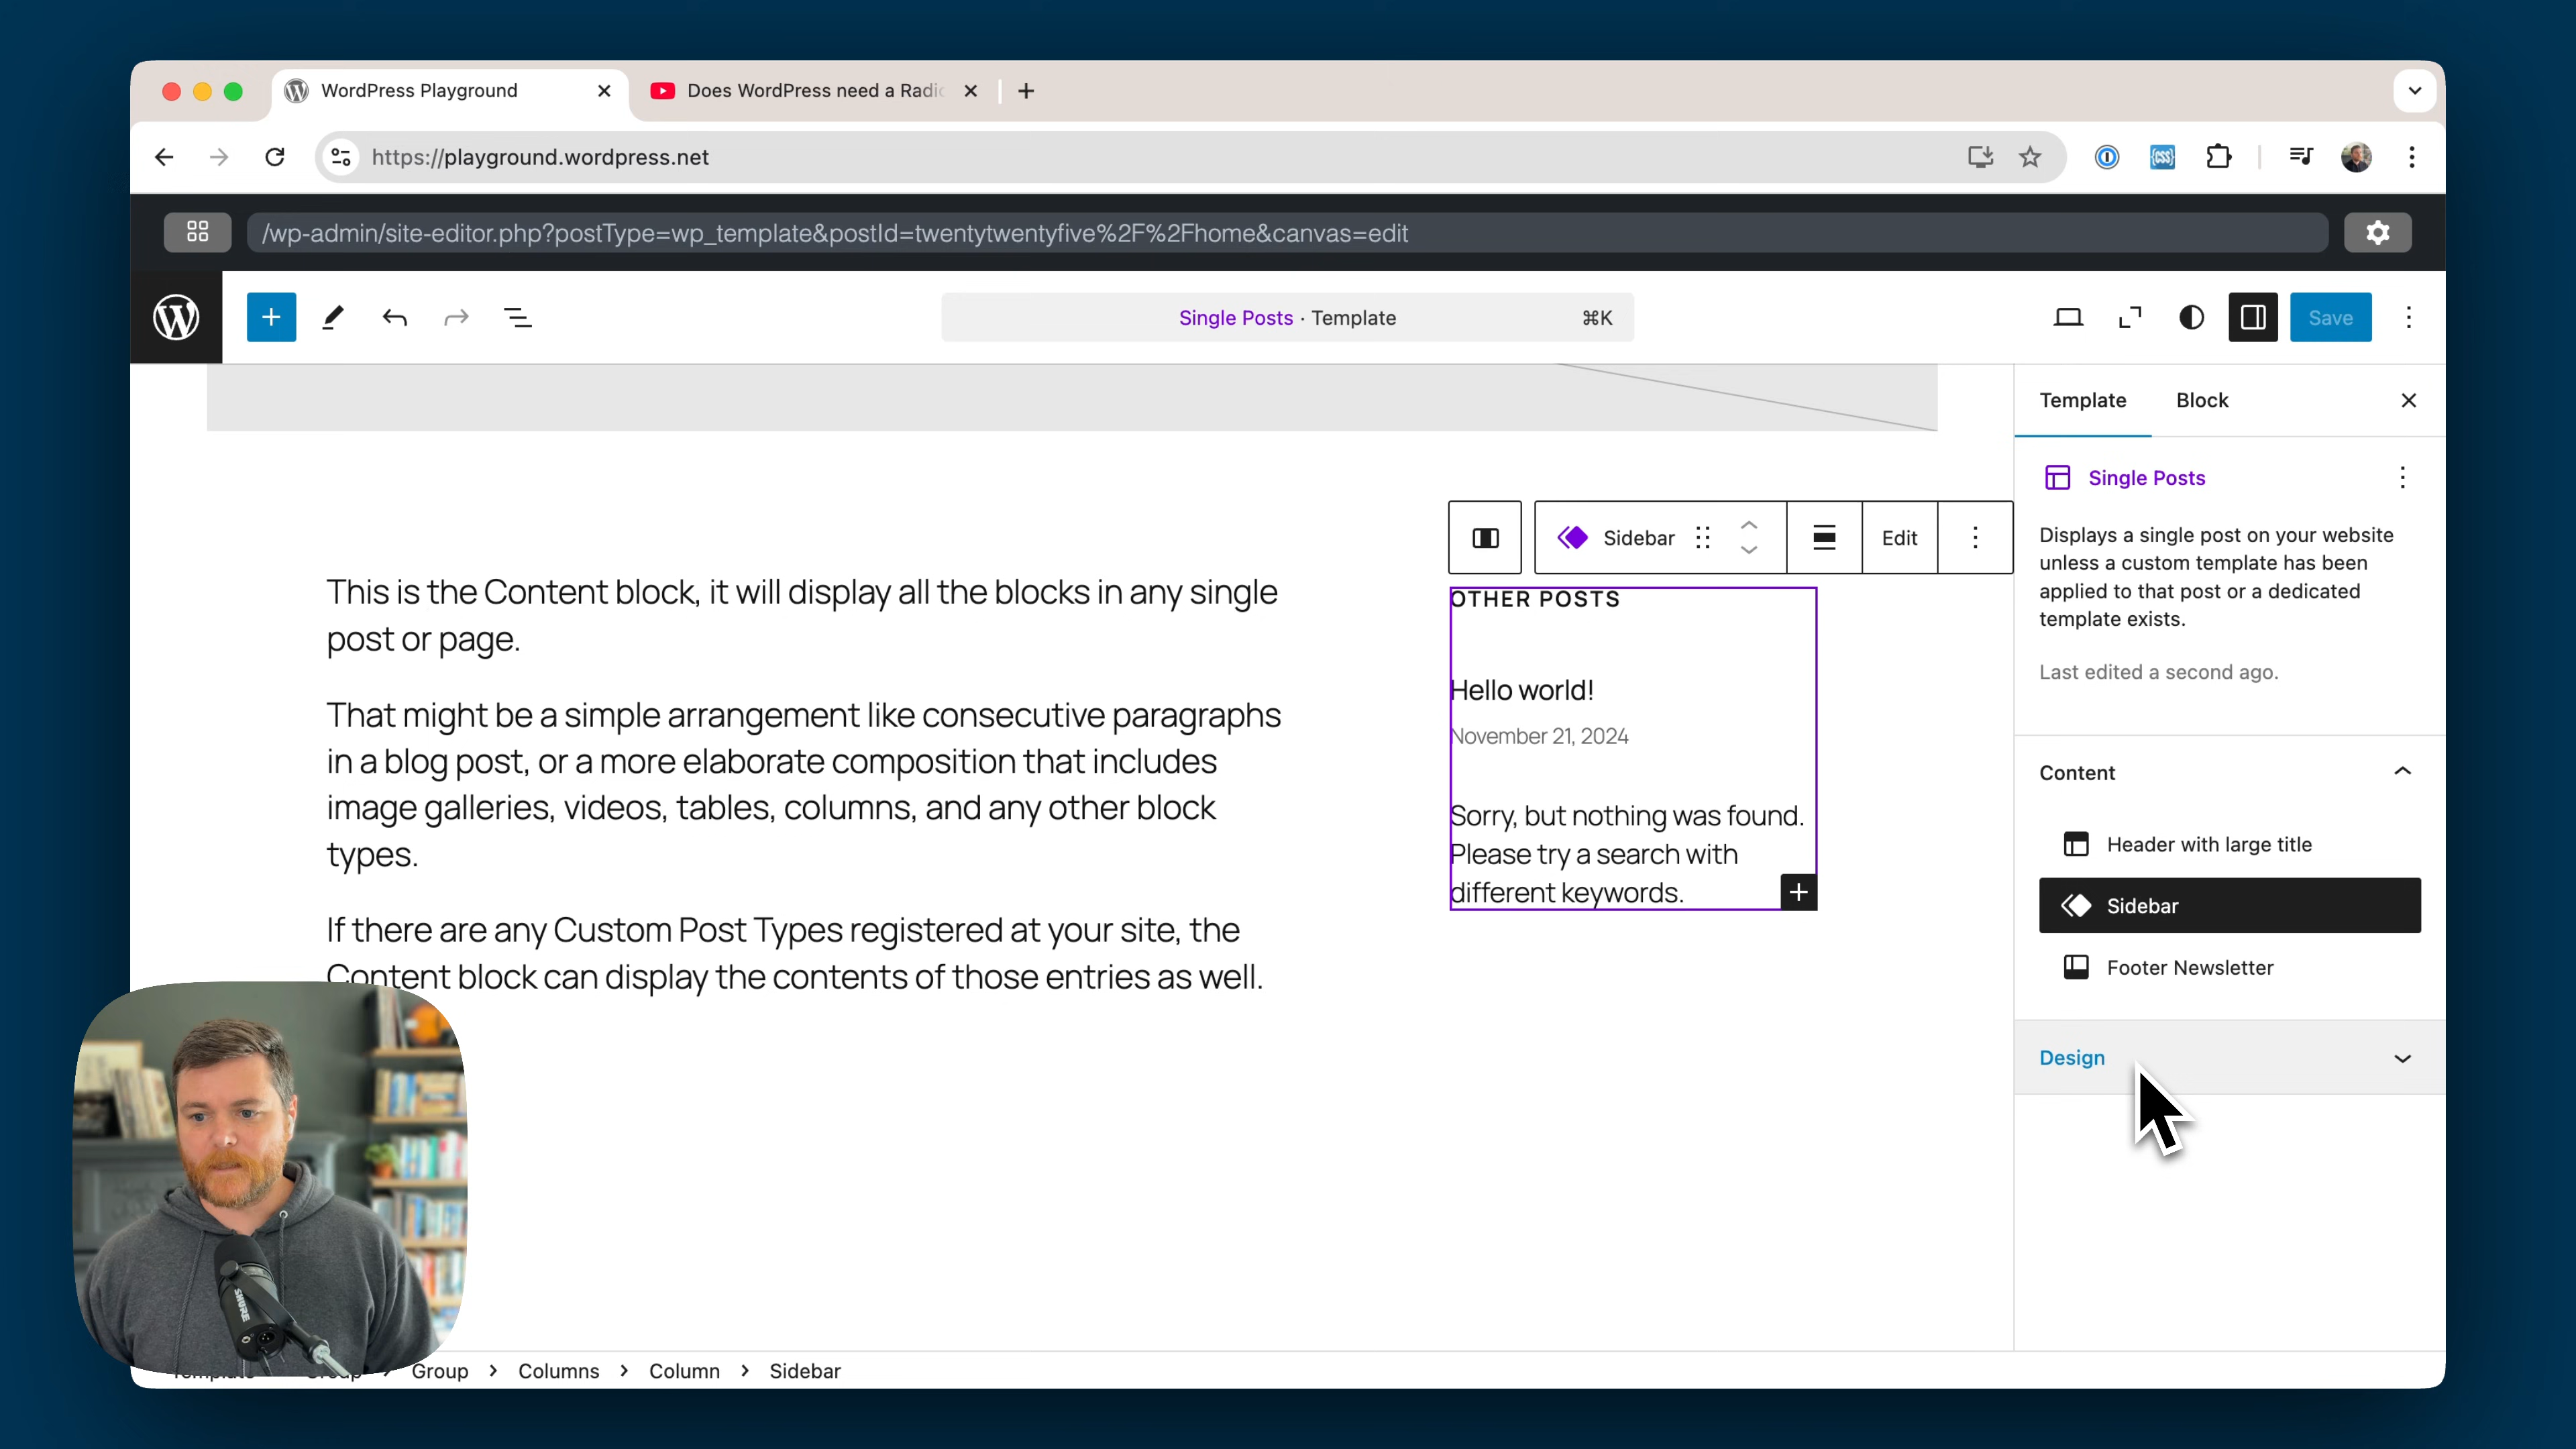 WordPress Playground
Does WordPress need a Radio
https://playground.wordpress.net
{CSS}
/wp-admin/site-editor.php?postType=wp_template&postId=twentytwentyfive%2F%2Fhome&canvas=edit
Single Posts · Template
⌘K
Save
Template
Block
Single Posts
Displays a single post on your website
unless a custom template has been
applied to that post or a dedicated
template exists.
Last edited a second ago.
Content
Header with large title
Sidebar
Footer Newsletter
Design
Sidebar
Edit
OTHER POSTS
Hello world!
November 21, 2024
Sorry, but nothing was found.
Please try a search with
different keywords.
This is the Content block, it will display all the blocks in any single
post or page.
That might be a simple arrangement like consecutive paragraphs
in a blog post, or a more elaborate composition that includes
image galleries, videos, tables, columns, and any other block
types.
If there are any Custom Post Types registered at your site, the
Content block can display the contents of those entries as well.
SHURE
Template > Group > Group > Columns > Column > Sidebar